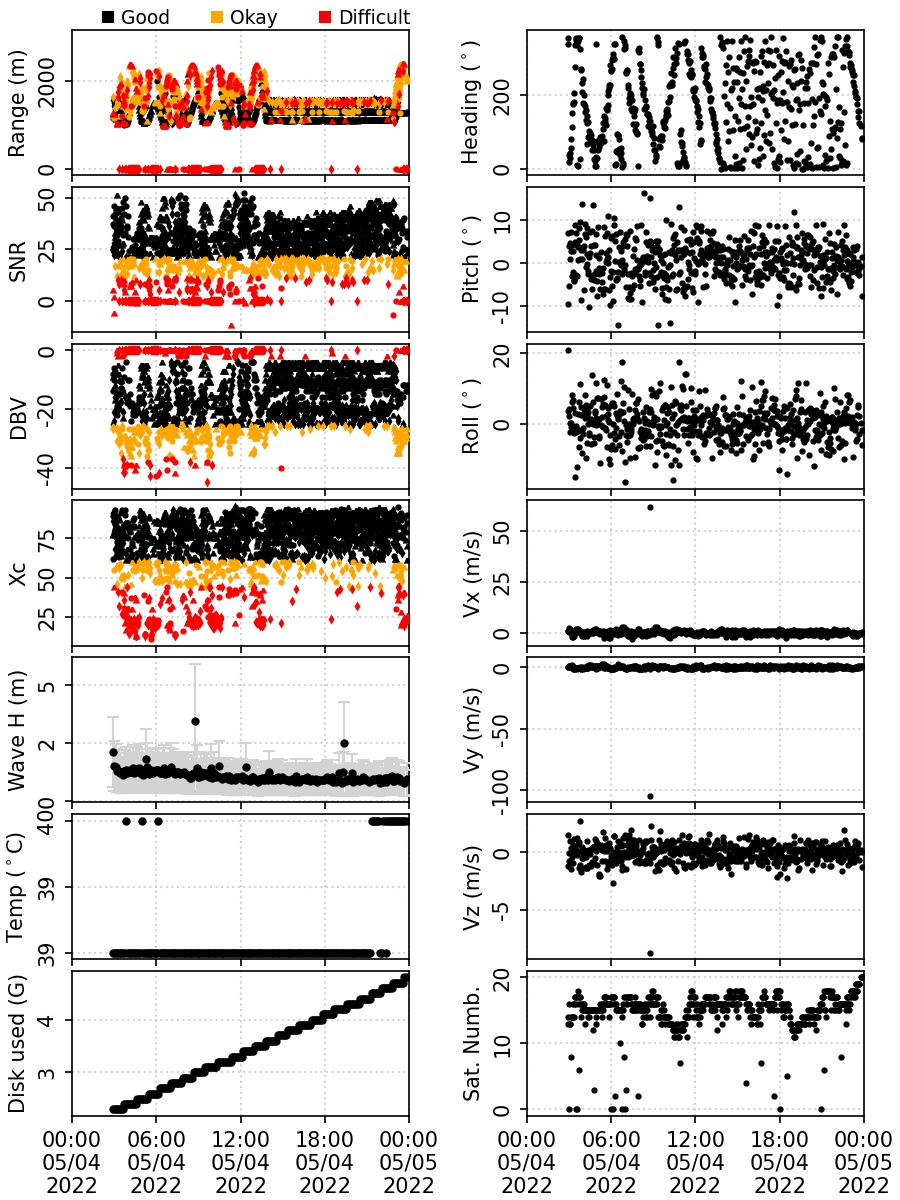 Good Okay Difficult
Range (m)
2000
0
Heading (°)
200
0
SNR
50
25
0
Pitch (°)
10
0
-10
DBV
0
-20
-40
Roll (°)
20
0
Xc
75
50
25
Vx (m/s)
50
25
0
Wave H (m)
5
2
0
Vy (m/s)
0
-50
-100
Temp (°C)
40
39
39
Vz (m/s)
0
-5
Disk used (G)
4
3
Sat. Numb.
20
10
0
00:00 06:00 12:00 18:00 00:00
05/04 05/04 05/04 05/04 05/05
2022 2022 2022 2022 2022
00:00 06:00 12:00 18:00 00:00
05/04 05/04 05/04 05/04 05/05
2022 2022 2022 2022 2022